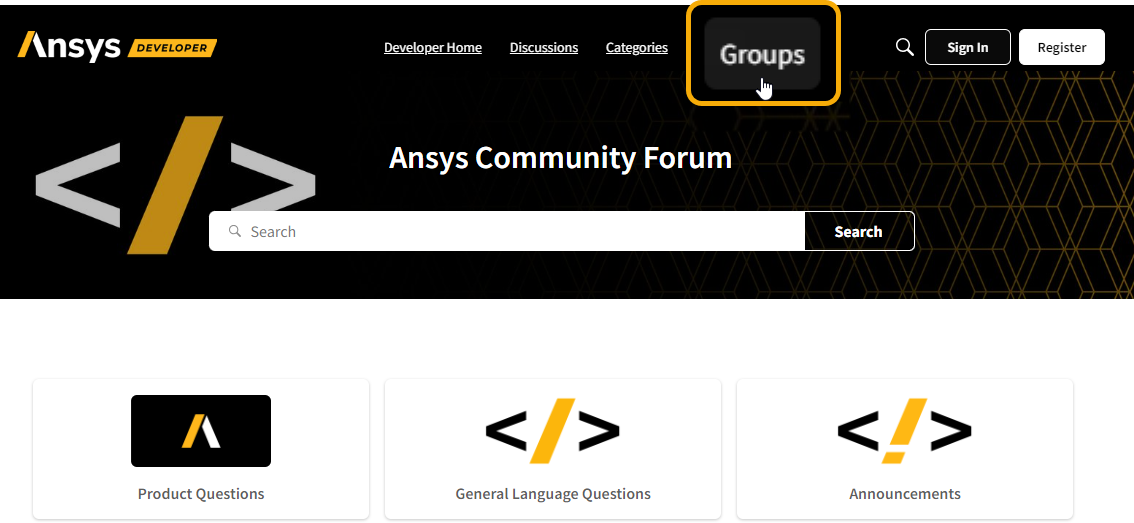 Ansys DEVELOPER
Developer Home Discussions Categories Groups Sign In Register
Ansys Community Forum
Search Search
Product Questions General Language Questions Announcements